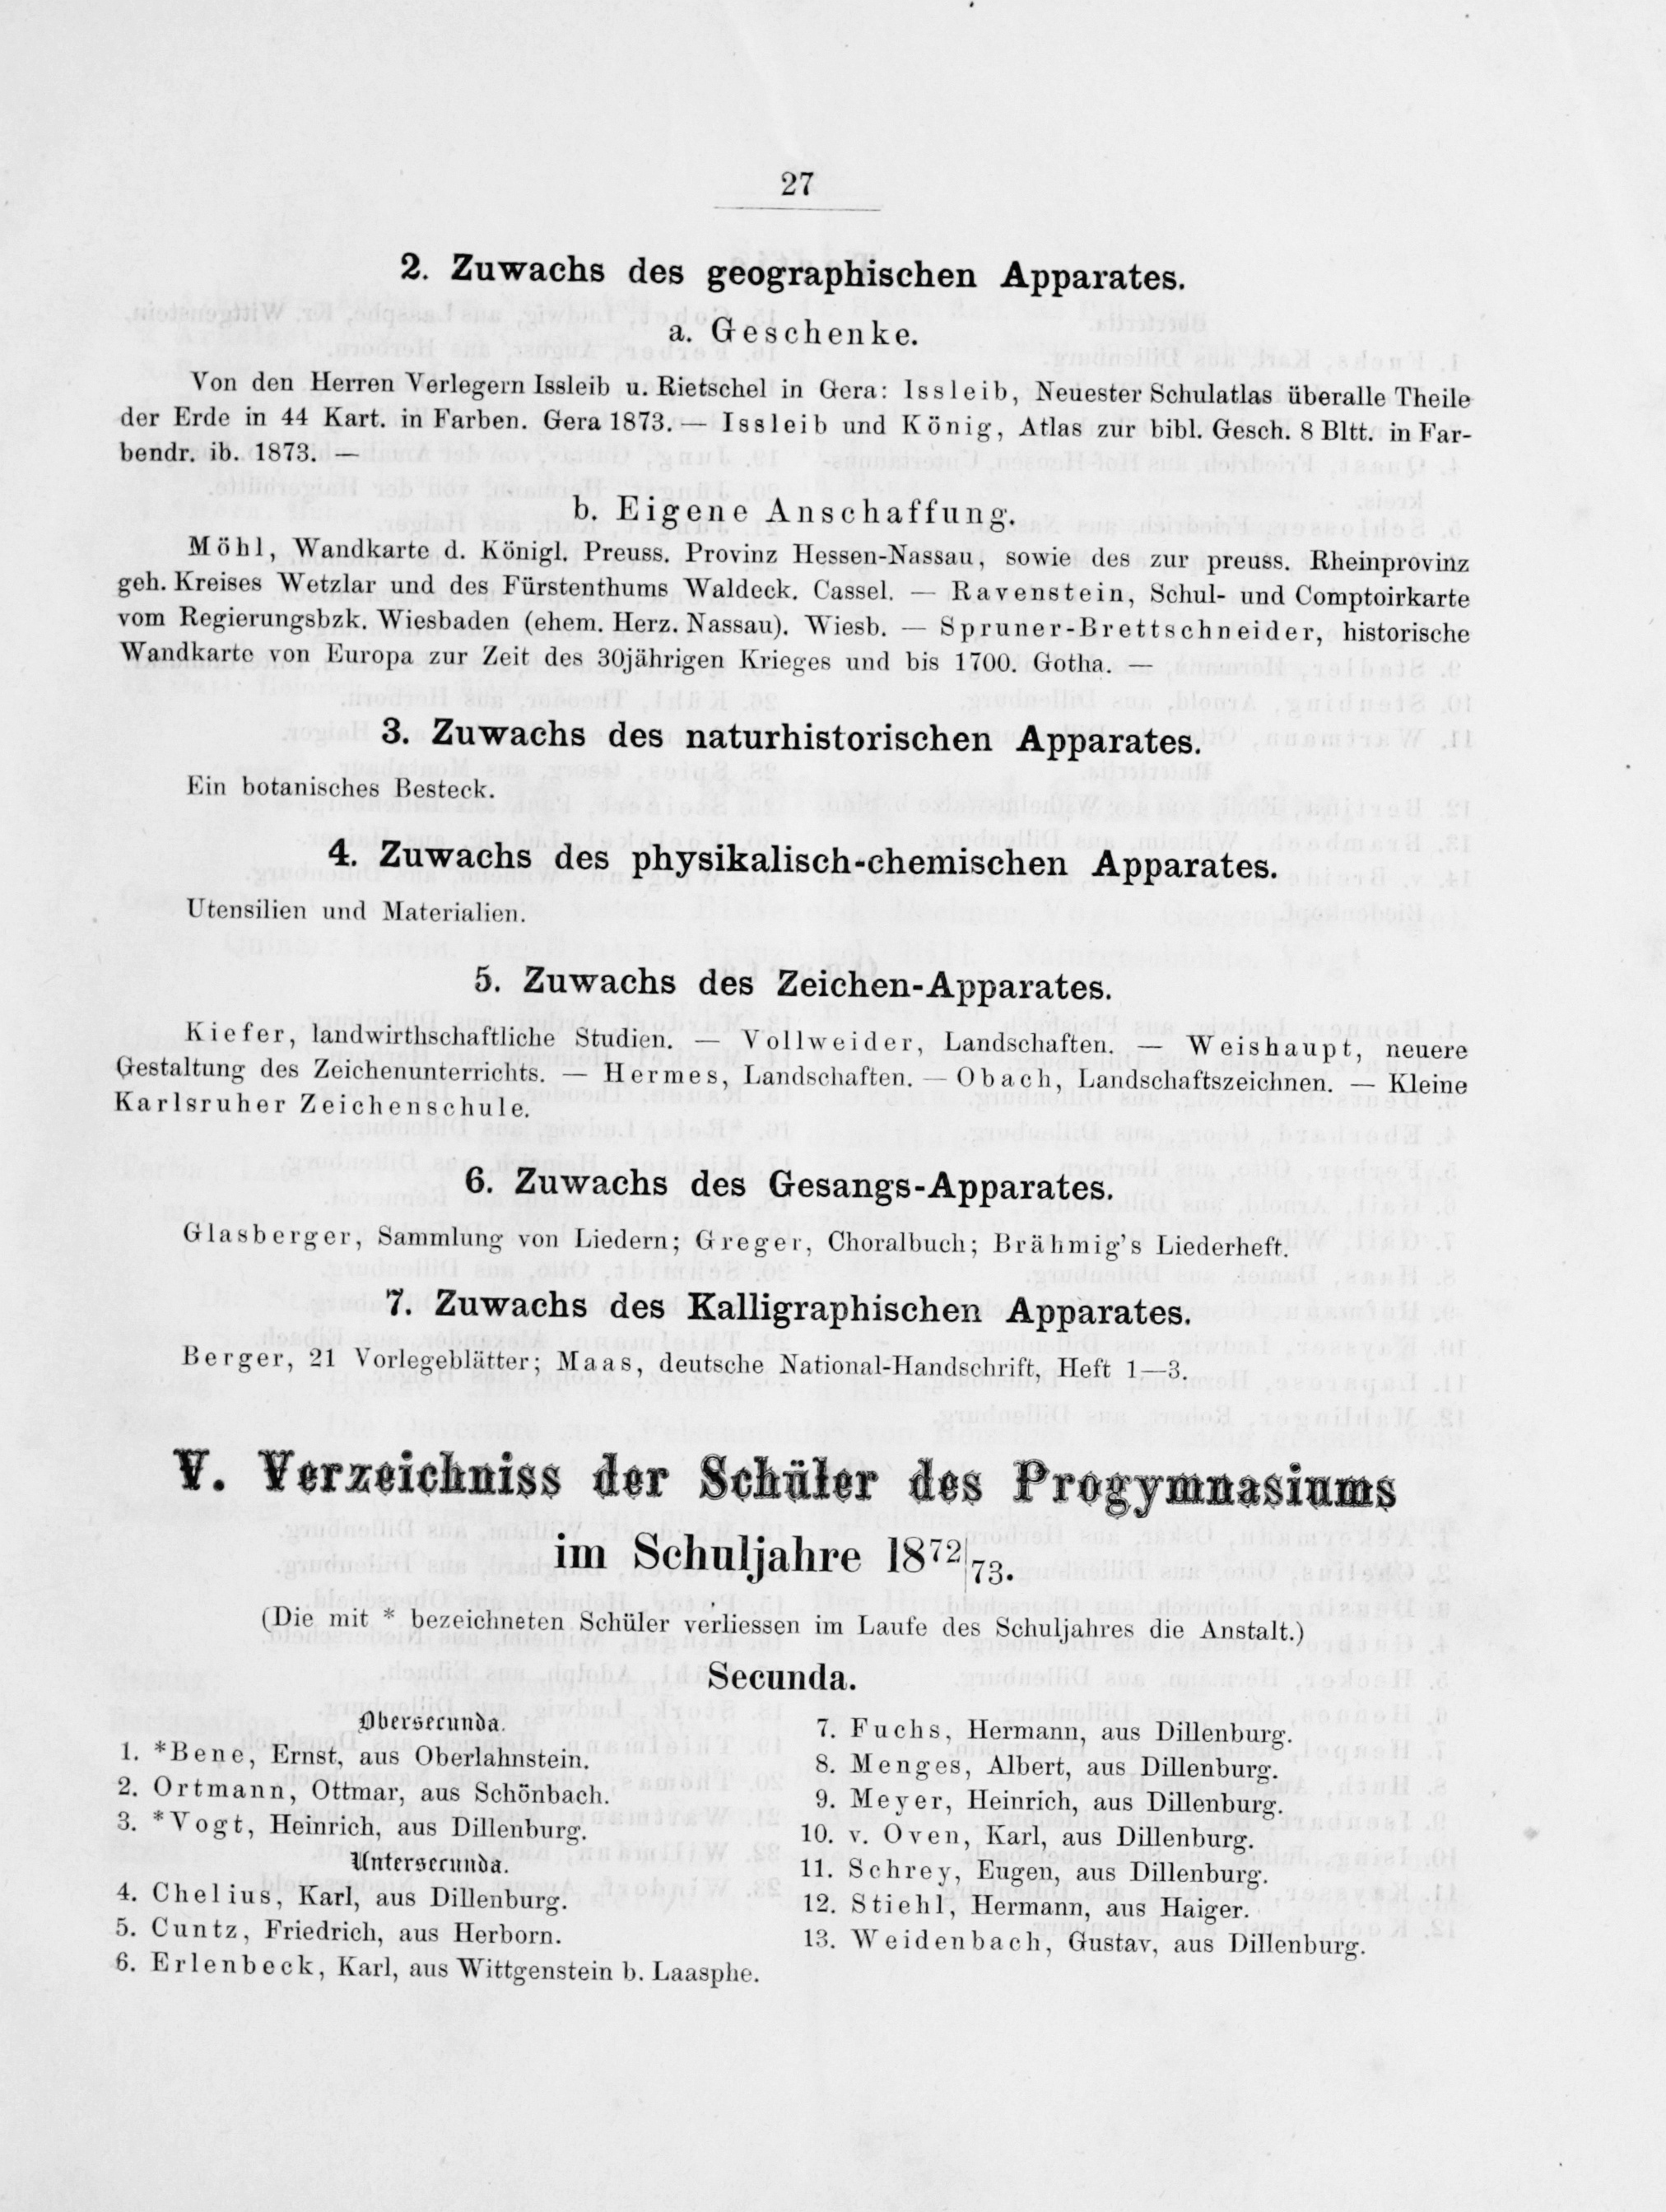 27
2. Zuwachs des geographischen Apparates.
a. Geschenke.
Von den Herren Verlegern Issleib u. Rietschel in Gera: Issleib, Neuester Schulatlas überalle Theile
der Erde in 44 Kart. in Farben. Gera 1873. — Issleib und König, Atlas zur bibl. Gesch. 8 Bltt. in Far-
bendr. ib. 1873. —
b. Eigene Anschaffung.
Möhl, Wandkarte d. Königl. Preuss. Provinz Hessen-Nassau, sowie des zur preuss. Rheinprovinz
geh. Kreises Wetzlar und des Fürstenthums Waldeck. Cassel. — Ravenstein, Schul- und Comptoirkarte
vom Regierungsbzk. Wiesbaden (ehem. Herz. Nassau). Wiesb. — Spruner-Brettschneider, historische
Wandkarte von Europa zur Zeit des 30jährigen Krieges und bis 1700. Gotha. —
3. Zuwachs des naturhistorischen Apparates.
Ein botanisches Besteck.
4. Zuwachs des physikalisch-chemischen Apparates.
Utensilien und Materialien.
5. Zuwachs des Zeichen-Apparates.
Kiefer, landwirthschaftliche Studien. — Vollweider, Landschaften. — Weishaupt, neuere
Gestaltung des Zeichenunterrichts. — Hermes, Landschaften. — Obach, Landschaftszeichnen. — Kleine
Karlsruher Zeichenschule.
6. Zuwachs des Gesangs-Apparates.
Glasberger, Sammlung von Liedern; Greger, Choralbuch; Brähmig's Liederheft.
7. Zuwachs des Kalligraphischen Apparates.
Berger, 21 Vorlegeblätter; Maas, deutsche National-Handschrift, Heft 1—3.
V. Verzeichniss der Schüler des Progymnasiums
im Schuljahre 1872|73.
(Die mit * bezeichneten Schüler verliessen im Laufe des Schuljahres die Anstalt.)
Secunda.
Obersecunda.
1. *Bene, Ernst, aus Oberlahnstein.
2. Ortmann, Ottmar, aus Schönbach.
3. *Vogt, Heinrich, aus Dillenburg.
Untersecunda.
4. Chelius, Karl, aus Dillenburg.
5. Cuntz, Friedrich, aus Herborn.
6. Erlenbeck, Karl, aus Wittgenstein b. Laasphe.
7. Fuchs, Hermann, aus Dillenburg.
8. Menges, Albert, aus Dillenburg.
9. Meyer, Heinrich, aus Dillenburg.
10. v. Oven, Karl, aus Dillenburg.
11. Schrey, Eugen, aus Dillenburg.
12. Stiehl, Hermann, aus Haiger.
13. Weidenbach, Gustav, aus Dillenburg.